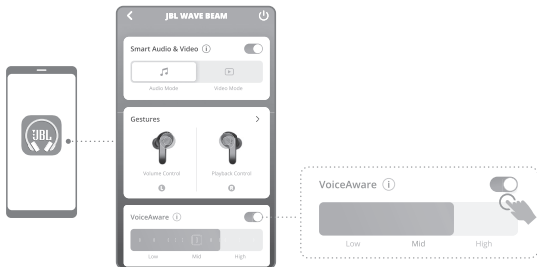 JBL WAVE BEAM
Smart Audio & Video i
Audio Mode Video Mode
JBL
Gestures
Volume Control Playback Control
L R
VoiceAware i
Low Mid High
VoiceAware i
Low Mid High